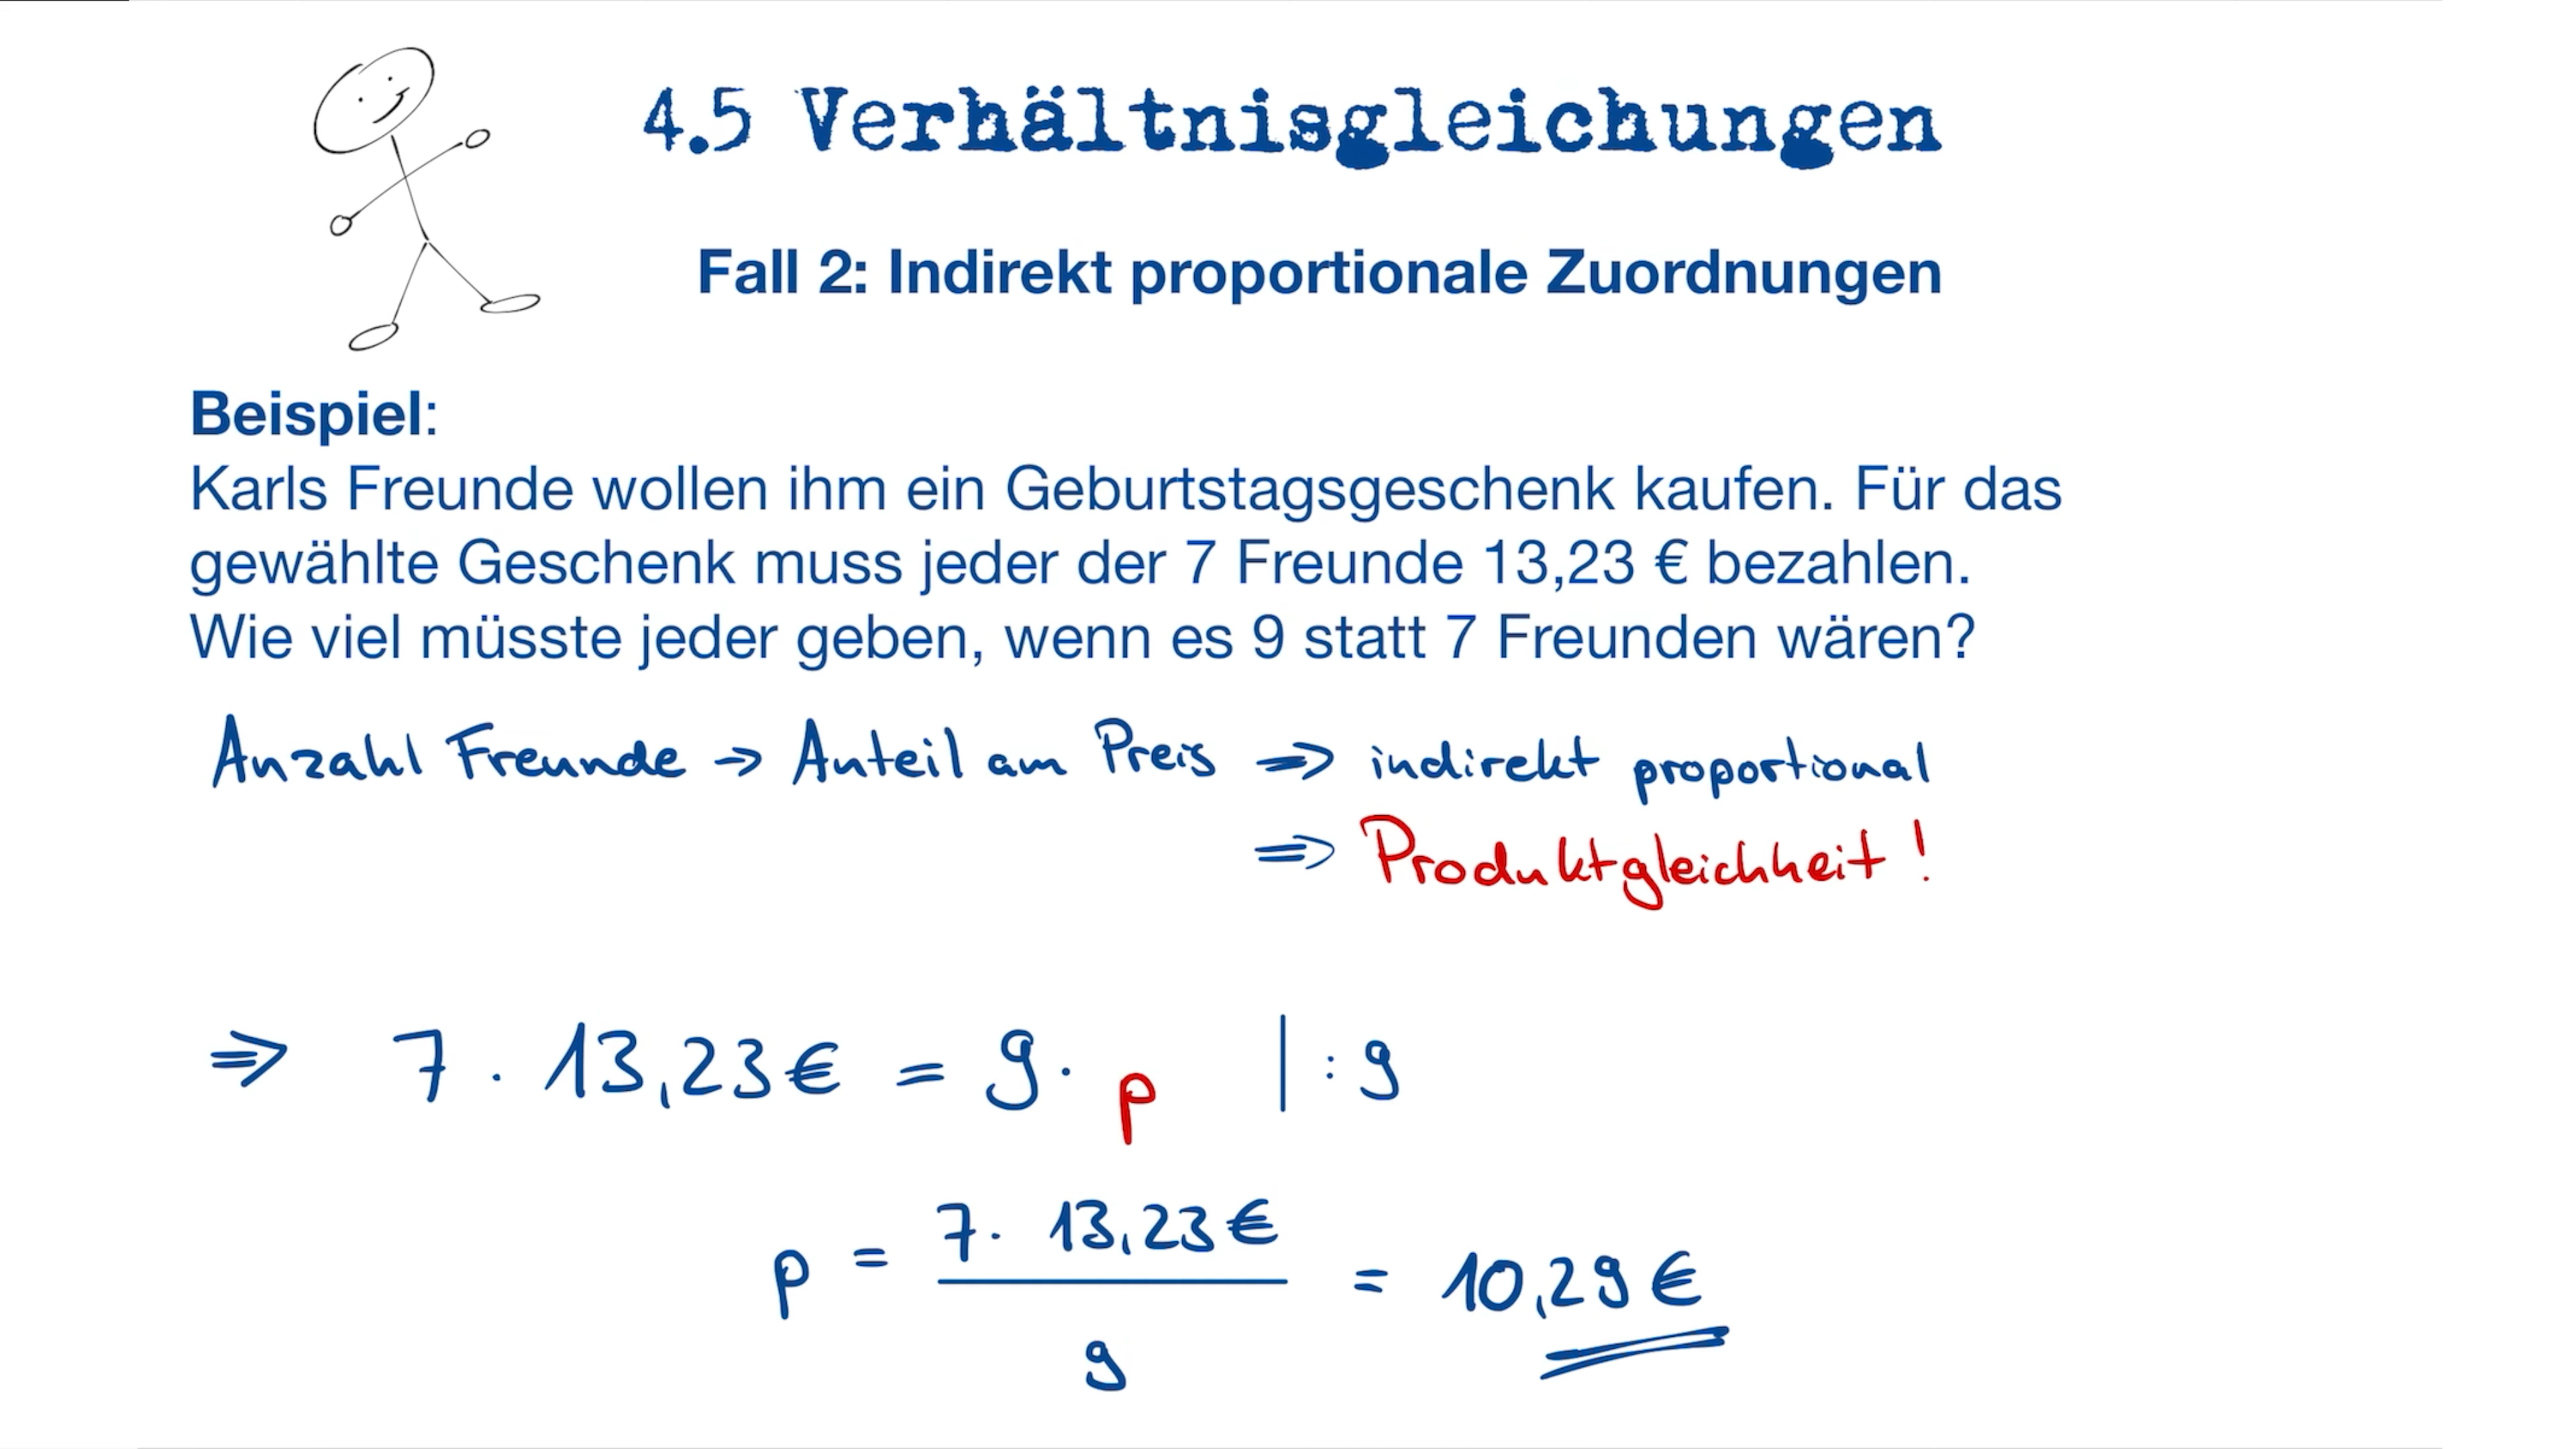 4.5 Verhältnisgleichungen
Fall 2: Indirekt proportionale Zuordnungen
Beispiel:
Karls Freunde wollen ihm ein Geburtstagsgeschenk kaufen. Für das
gewählte Geschenk muss jeder der 7 Freunde 13,23 € bezahlen.
Wie viel müsste jeder geben, wenn es 9 statt 7 Freunden wären?
Anzahl Freunde → Anteil am Preis ⇒ indirekt proportional
⇒ Produktgleichheit !
⇒ 7 · 13,23 € = 9 · p | : 9
p = 7 · 13,23 € / 9 = 10,29 €